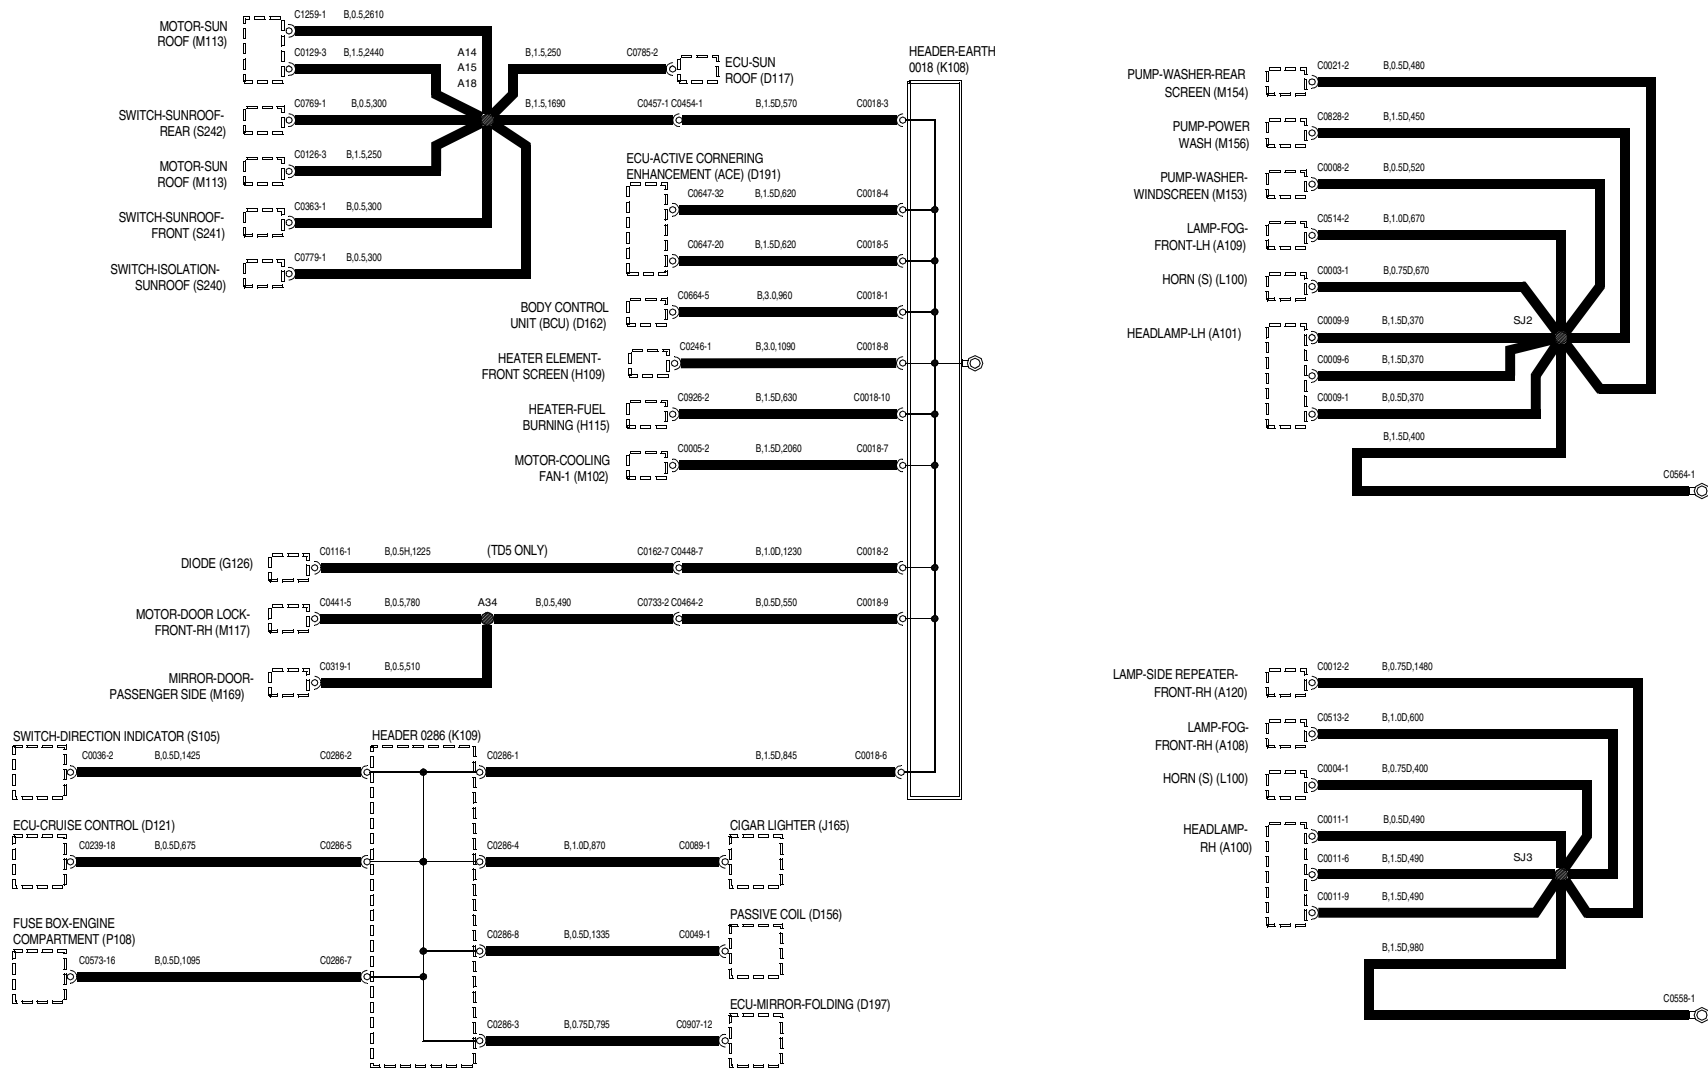 MOTOR-SUN
ROOF (M113)
C1259-1 B,0.5,2610
C0129-3 B,1.5,2440
A14
A15
A18
B,1.5,250 C0785-2
ECU-SUN
ROOF (D117)
SWITCH-SUNROOF-
REAR (S242)
C0769-1 B,0.5,300
B,1.5,1690 C0457-1 C0454-1 B,1.5D,570 C0018-3
MOTOR-SUN
ROOF (M113)
C0126-3 B,1.5,250
SWITCH-SUNROOF-
FRONT (S241)
C0363-1 B,0.5,300
SWITCH-ISOLATION-
SUNROOF (S240)
C0779-1 B,0.5,300
HEADER-EARTH
0018 (K108)
ECU-ACTIVE CORNERING
ENHANCEMENT (ACE) (D191)
C0647-32 B,1.5D,620 C0018-4
C0647-20 B,1.5D,620 C0018-5
BODY CONTROL
UNIT (BCU) (D162)
C0664-5 B,3.0,960 C0018-1
HEATER ELEMENT-
FRONT SCREEN (H109)
C0246-1 B,3.0,1090 C0018-8
HEATER-FUEL
BURNING (H115)
C0926-2 B,1.5D,630 C0018-10
MOTOR-COOLING
FAN-1 (M102)
C0005-2 B,1.5D,2060 C0018-7
DIODE (G126)
C0116-1 B,0.5H,1225 (TD5 ONLY) C0162-7 C0448-7 B,1.0D,1230 C0018-2
MOTOR-DOOR LOCK-
FRONT-RH (M117)
C0441-5 B,0.5,780 A34 B,0.5,490 C0733-2 C0464-2 B,0.5D,550 C0018-9
MIRROR-DOOR-
PASSENGER SIDE (M169)
C0319-1 B,0.5,510
SWITCH-DIRECTION INDICATOR (S105)
C0036-2 B,0.5D,1425 C0286-2
HEADER 0286 (K109)
C0286-1 B,1.5D,845 C0018-6
ECU-CRUISE CONTROL (D121)
C0239-18 B,0.5D,675 C0286-5
C0286-4 B,1.0D,870 C0089-1
CIGAR LIGHTER (J165)
FUSE BOX-ENGINE
COMPARTMENT (P108)
C0573-16 B,0.5D,1095 C0286-7
C0286-8 B,0.5D,1335 C0049-1
PASSIVE COIL (D156)
C0286-3 B,0.75D,795 C0907-12
ECU-MIRROR-FOLDING (D197)
PUMP-WASHER-REAR
SCREEN (M154)
C0021-2 B,0.5D,480
PUMP-POWER
WASH (M156)
C0828-2 B,1.5D,450
PUMP-WASHER-
WINDSCREEN (M153)
C0008-2 B,0.5D,520
LAMP-FOG-
FRONT-LH (A109)
C0514-2 B,1.0D,670
HORN (S) (L100)
C0003-1 B,0.75D,670
HEADLAMP-LH (A101)
C0009-9 B,1.5D,370 SJ2
C0009-6 B,1.5D,370
C0009-1 B,0.5D,370
B,1.5D,400
C0564-1
LAMP-SIDE REPEATER-
FRONT-RH (A120)
C0012-2 B,0.75D,1480
LAMP-FOG-
FRONT-RH (A108)
C0513-2 B,1.0D,600
HORN (S) (L100)
C0004-1 B,0.75D,400
HEADLAMP-
RH (A100)
C0011-1 B,0.5D,490
C0011-6 B,1.5D,490 SJ3
C0011-9 B,1.5D,490
B,1.5D,980
C0558-1